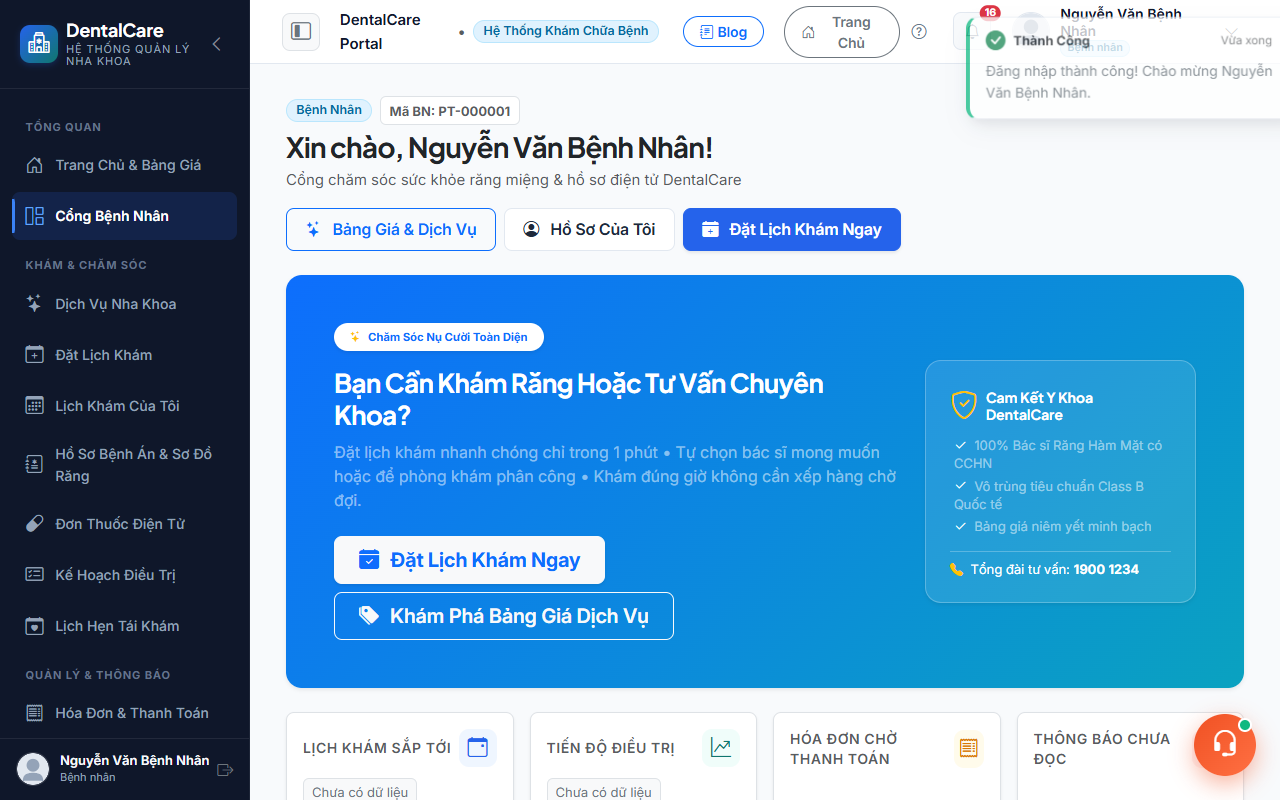 DentalCare
HỆ THỐNG QUẢN LÝ
NHA KHOA
TỔNG QUAN
Trang Chủ & Bảng Giá
Cổng Bệnh Nhân
KHÁM & CHĂM SÓC
Dịch Vụ Nha Khoa
Đặt Lịch Khám
Lịch Khám Của Tôi
Hồ Sơ Bệnh Án & Sơ Đồ
Răng
Đơn Thuốc Điện Tử
Kế Hoạch Điều Trị
Lịch Hẹn Tái Khám
QUẢN LÝ & THÔNG BÁO
Hóa Đơn & Thanh Toán
Nguyễn Văn Bệnh Nhân
Bệnh nhân
DentalCare
Portal
•
Hệ Thống Khám Chữa Bệnh
Blog
Trang
Chủ
16
Nguyễn Văn Bệnh
Nhân
Bệnh nhân
Thành Công
Vừa xong
Đăng nhập thành công! Chào mừng Nguyễn
Văn Bệnh Nhân.
Bệnh Nhân
Mã BN: PT-000001
Xin chào, Nguyễn Văn Bệnh Nhân!
Cổng chăm sóc sức khỏe răng miệng & hồ sơ điện tử DentalCare
Bảng Giá & Dịch Vụ
Hồ Sơ Của Tôi
Đặt Lịch Khám Ngay
Chăm Sóc Nụ Cười Toàn Diện
Bạn Cần Khám Răng Hoặc Tư Vấn Chuyên
Khoa?
Đặt lịch khám nhanh chóng chỉ trong 1 phút • Tự chọn bác sĩ mong muốn
hoặc để phòng khám phân công • Khám đúng giờ không cần xếp hàng chờ
đợi.
Đặt Lịch Khám Ngay
Khám Phá Bảng Giá Dịch Vụ
Cam Kết Y Khoa
DentalCare
100% Bác sĩ Răng Hàm Mặt có
CCHN
Vô trùng tiêu chuẩn Class B
Quốc tế
Bảng giá niêm yết minh bạch
Tổng đài tư vấn: 1900 1234
LỊCH KHÁM SẮP TỚI
Chưa có dữ liệu
TIẾN ĐỘ ĐIỀU TRỊ
Chưa có dữ liệu
HÓA ĐƠN CHỜ
THANH TOÁN
THÔNG BÁO CHƯA
ĐỌC